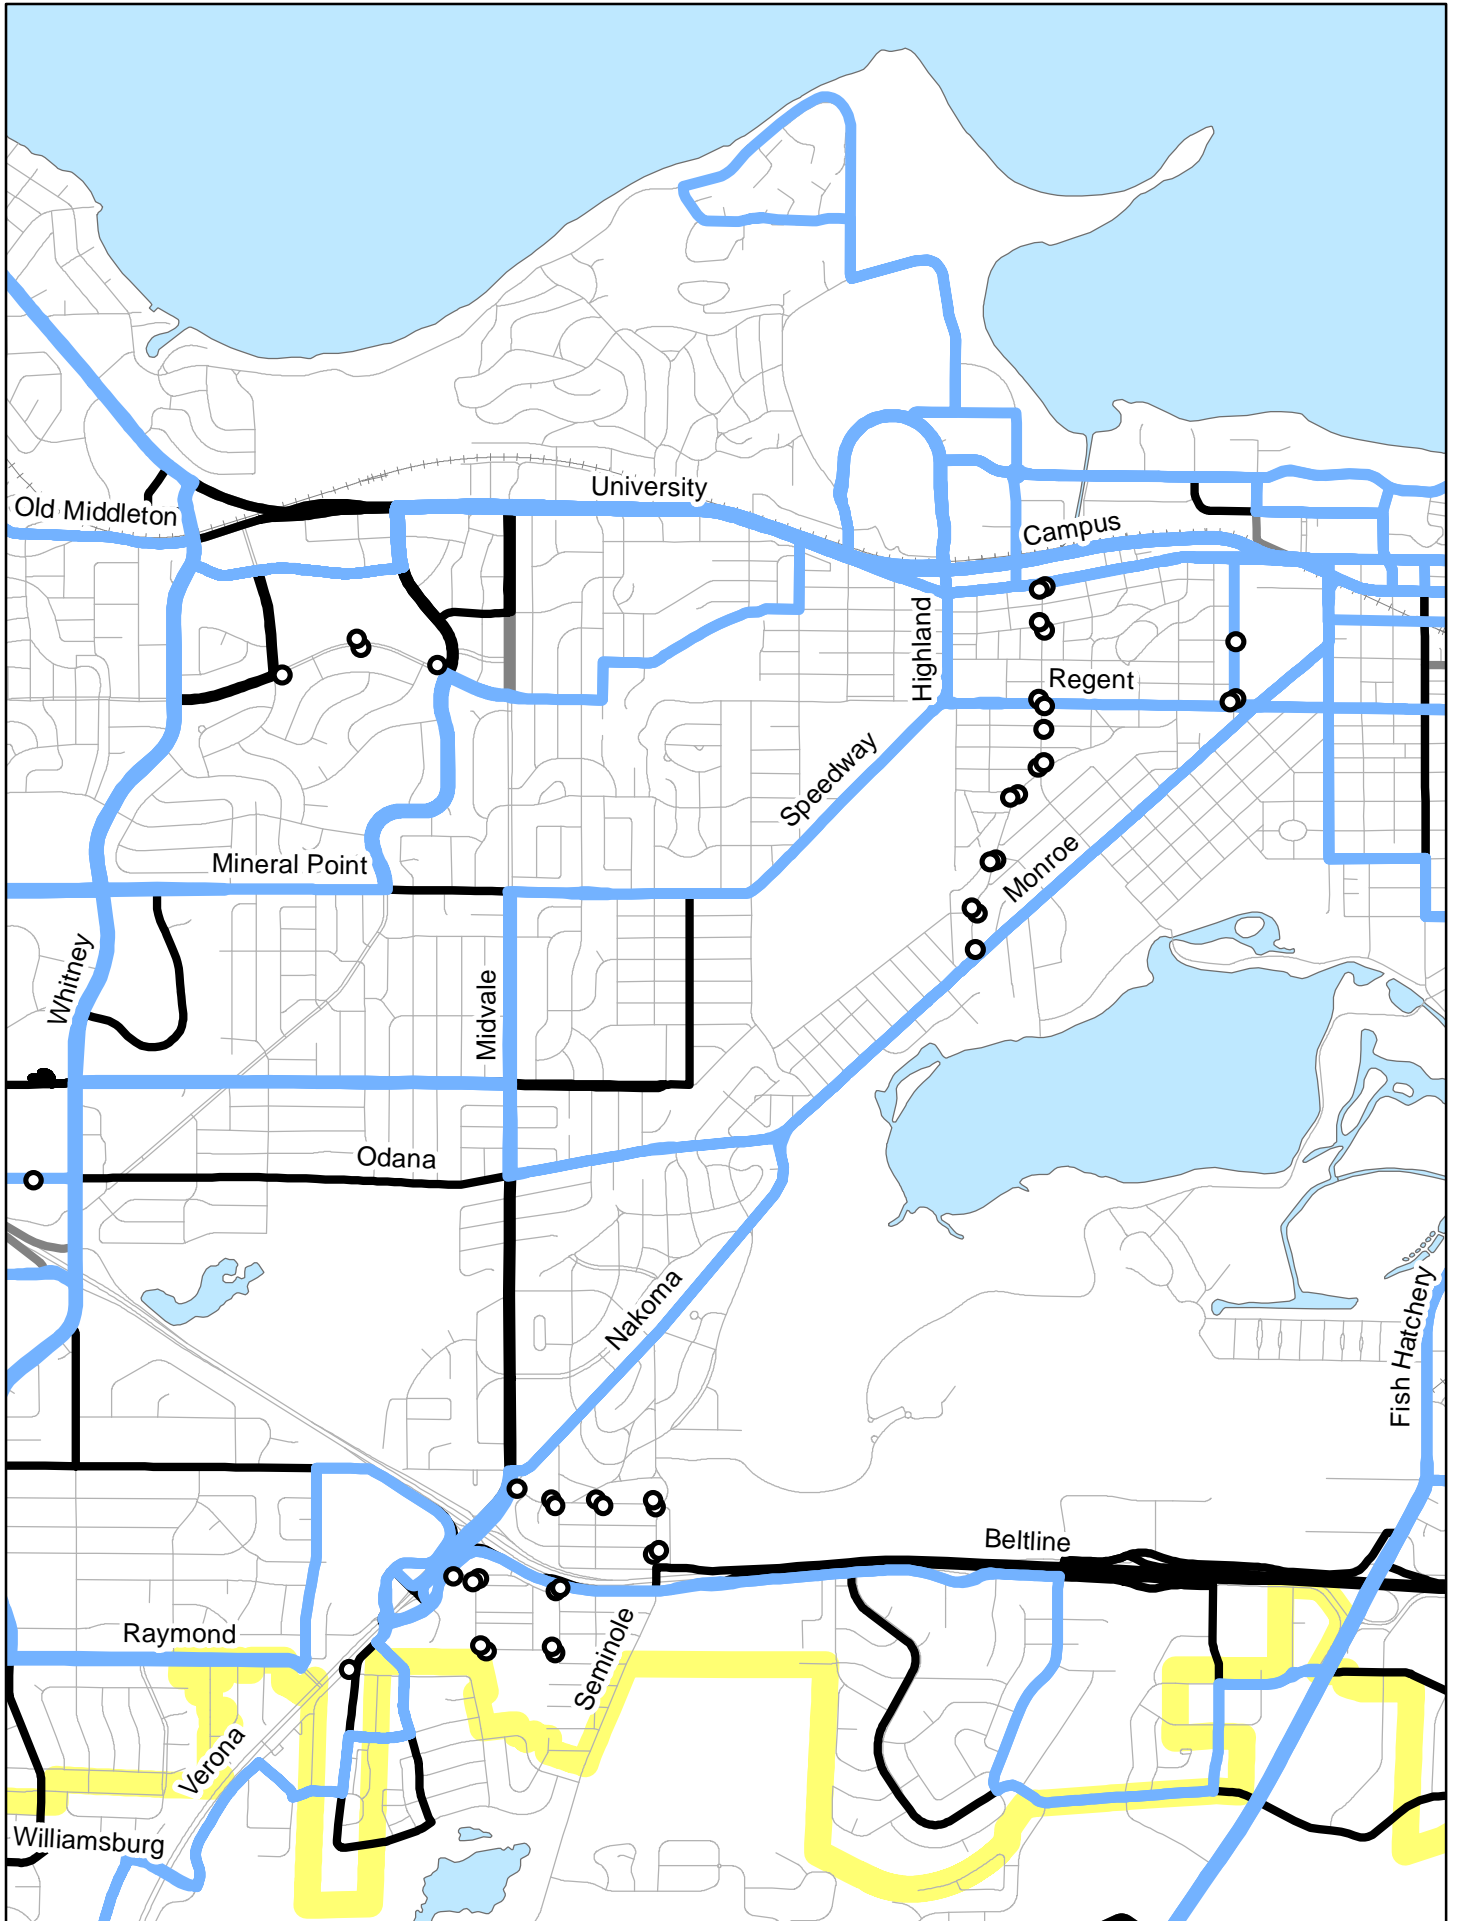 University
Old Middleton
Campus
Highland
Regent
Speedway
Monroe
Mineral Point
Whitney
Midvale
Odana
Nakoma
Fish Hatchery
Beltline
Seminole
Raymond
Verona
Williamsburg